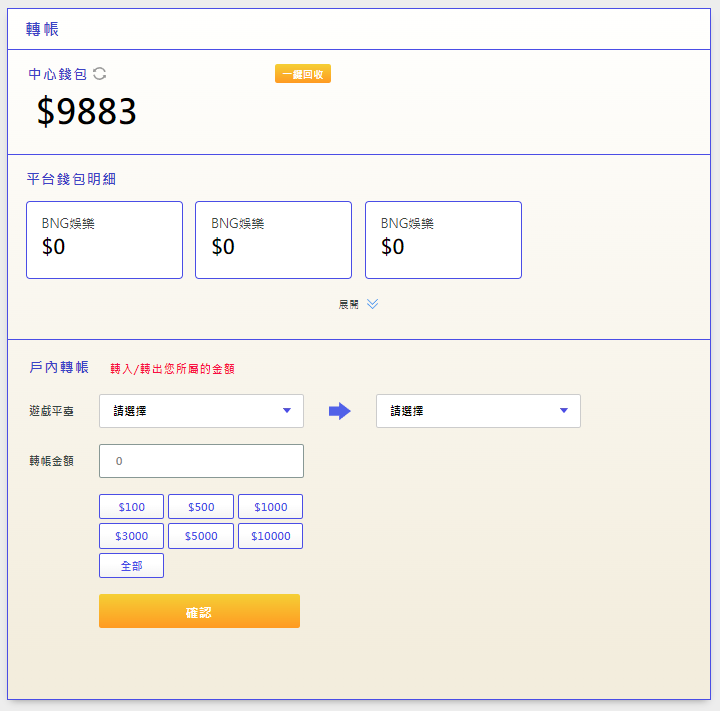 轉帳
中心錢包
一鍵回收
$9883
平台錢包明細
BNG娛樂 BNG娛樂 BNG娛樂
$0 $0 $0
展開
戶內轉帳 轉入/轉出您所屬的金額
遊戲平臺 請選擇 請選擇
轉帳金額 0
$100 $500 $1000
$3000 $5000 $10000
全部
確認